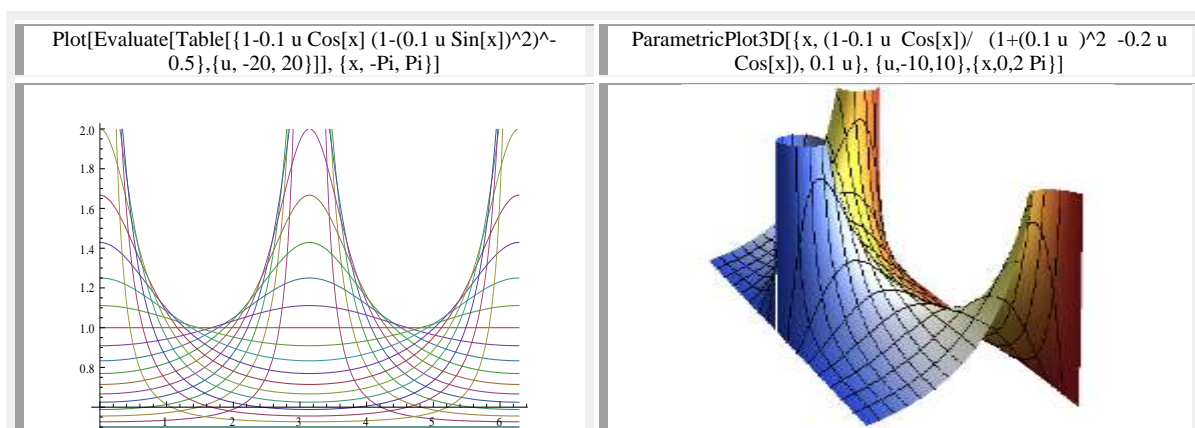 Plot[Evaluate[Table[{1-0.1 u Cos[x] (1-(0.1 u Sin[x])^2)^-
0.5},{u, -20, 20}]], {x, -Pi, Pi}]
ParametricPlot3D[{x, (1-0.1 u Cos[x])/ (1+(0.1 u )^2 -0.2 u
Cos[x]), 0.1 u}, {u,-10,10},{x,0,2 Pi}]
2.0
1.8
1.6
1.4
1.2
1.0
0.8
1 2 3 4 5 6